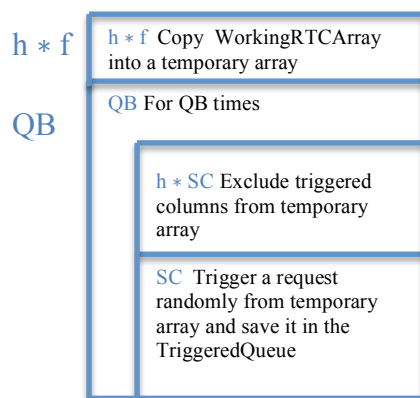 h ∗ f
h ∗ f Copy WorkingRTCArray
into a temporary array
QB
QB For QB times
h ∗ SC Exclude triggered
columns from temporary
array
SC Trigger a request
randomly from temporary
array and save it in the
TriggeredQueue